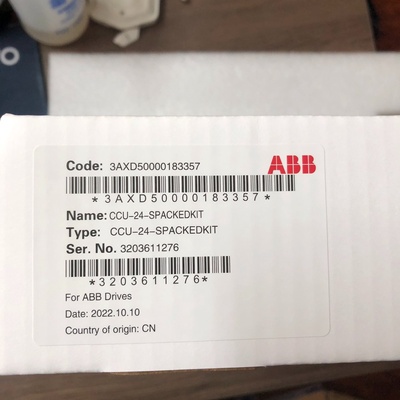 Code: 3AXD50000183357
ABB
*3AXD50000183357*
Name: CCU-24-SPACKEDKIT
Type: CCU-24-SPACKEDKIT
Ser. No. 3203611276
*3203611276*
For ABB Drives
Date: 2022.10.10
Country of origin: CN